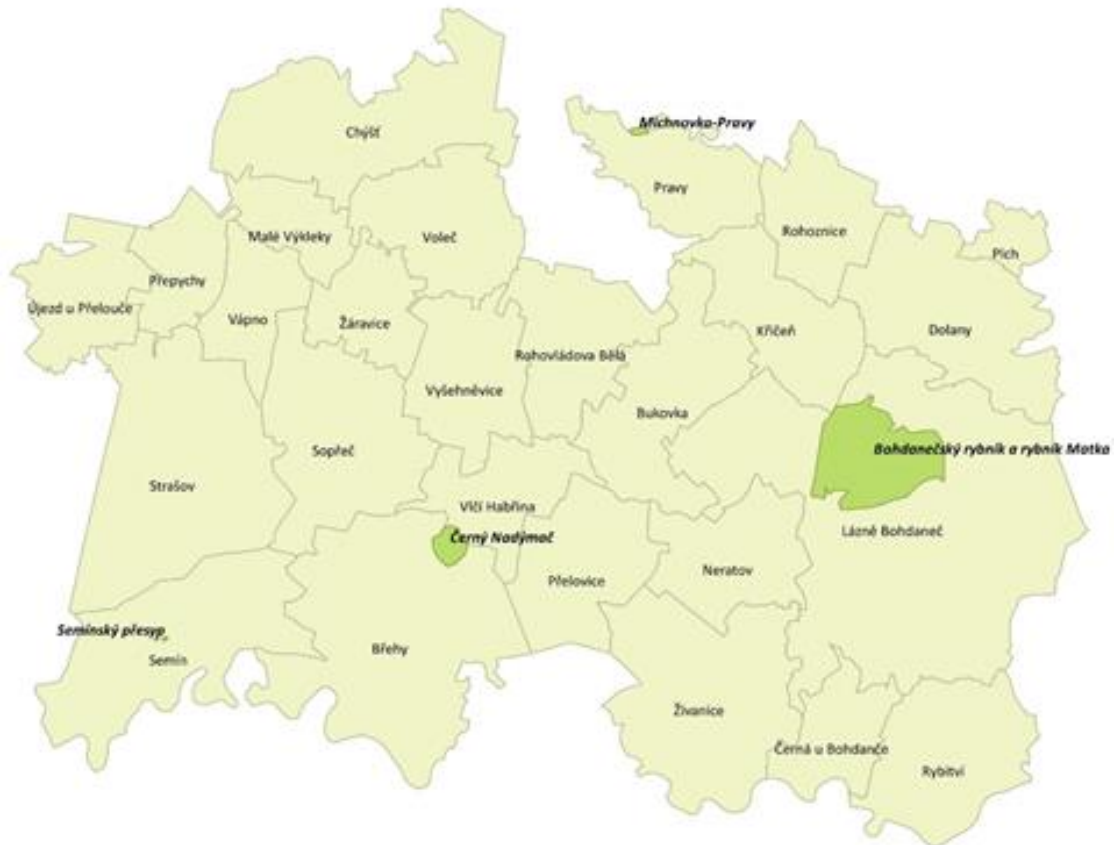 Michnovka-Pravy
Chýšť
Pravy
Rohoznice
Malé Výkleky
Voleč
Pich
Přepychy
Újezd u Přelouče
Vápno
Žáravice
Křičeň
Dolany
Rohovládova Bělá
Vyšehněvice
Bukovka
Sopřeč
Bohdanečský rybník a rybník Matka
Strašov
Vlčí Habřina
Lázně Bohdaneč
Černý Nadýmač
Neratov
Přelovice
Semínský přesyp
Břehy
Semín
Živanice
Černá u Bohdanče
Rybitví